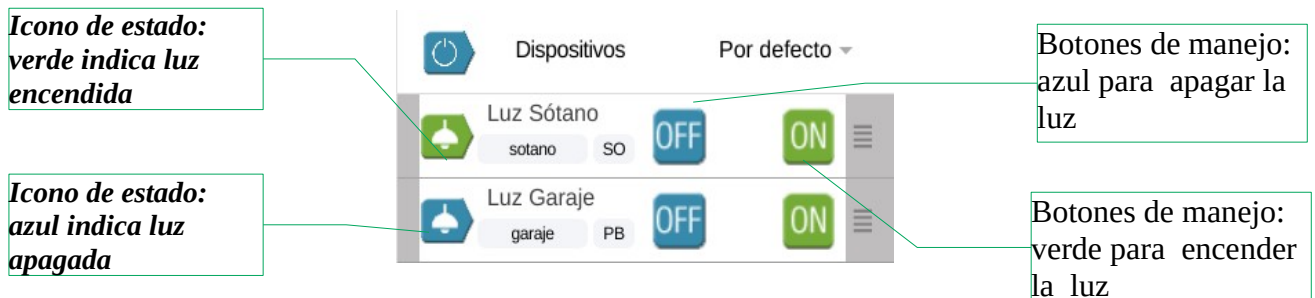 Icono de estado:
verde indica luz
encendida
Icono de estado:
azul indica luz
apagada
Dispositivos
Por defecto
Luz Sótano
sotano
SO
OFF
ON
Luz Garaje
garaje
PB
OFF
ON
Botones de manejo:
azul para apagar la
luz
Botones de manejo:
verde para encender
la luz